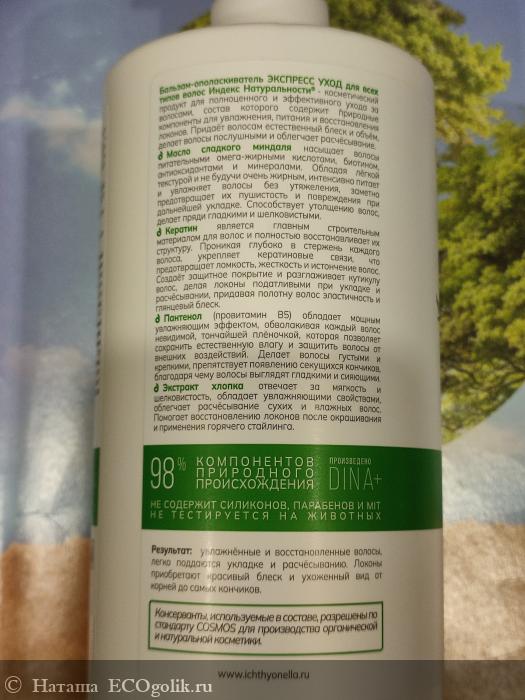 Бальзам-ополаскиватель ЭКСПРЕСС УХОД для всех
типов волос Индекс Натуральности® - косметический
продукт для полноценного и эффективного ухода за
волосами, состав которого содержит природные
компоненты для увлажнения, питания и восстановления
локонов. Придаёт волосам естественный блеск и объём,
делает волосы послушными и облегчает расчёсывание.
Масло сладкого миндаля насыщает волосы
питательными омега-жирными кислотами, биотином,
антиоксидантами и минералами. Обладая лёгкой
текстурой и не будучи очень жирным, интенсивно питает
и увлажняет волосы без утяжеления, заметно
предотвращает их пушистость и повреждения при
дальнейшей укладке. Способствует утолщению волос,
делает пряди гладкими и шелковистыми.
Кератин является главным строительным
материалом для волос и полностью восстанавливает их
структуру. Проникая глубоко в стержень каждого
волоса, укрепляет кератиновые связи, что
предотвращает ломкость, жесткость и истончение волос.
Создаёт защитное покрытие и разглаживает кутикулу
волос, делая локоны податливыми при укладке и
расчёсывании, придавая полотну волос эластичность и
глянцевый блеск.
Пантенол (провитамин В5) обладает мощным
увлажняющим эффектом, обволакивая каждый волос
невидимой, тончайшей плёночкой, которая позволяет
сохранить естественную влагу и защитить волосы от
внешних воздействий. Делает волосы густыми и
крепкими, препятствует появлению секущихся кончиков,
благодаря чему волосы выглядят гладкими и сияющими.
Экстракт хлопка отвечает за мягкость и
шелковистость, обладает увлажняющими свойствами,
облегчает расчёсывание сухих и влажных волос.
Помогает восстановлению локонов после окрашивания
и применения горячего стайлинга.
98% КОМПОНЕНТОВ
ПРИРОДНОГО
ПРОИСХОЖДЕНИЯ
ПРОИЗВЕДЕНО
DINA+
НЕ СОДЕРЖИТ СИЛИКОНОВ, ПАРАБЕНОВ И MIT
НЕ ТЕСТИРУЕТСЯ НА ЖИВОТНЫХ
Результат: увлажнённые и восстановленные волосы,
легко поддаются укладке и расчёсыванию. Локоны
приобретают красивый блеск и ухоженный вид от
корней до самых кончиков.
Консерванты, используемые в составе, разрешены по
стандарту COSMOS для производства органической
и натуральной косметики.
www.ichthyonella.ru
© Наташа ECOgolik.ru